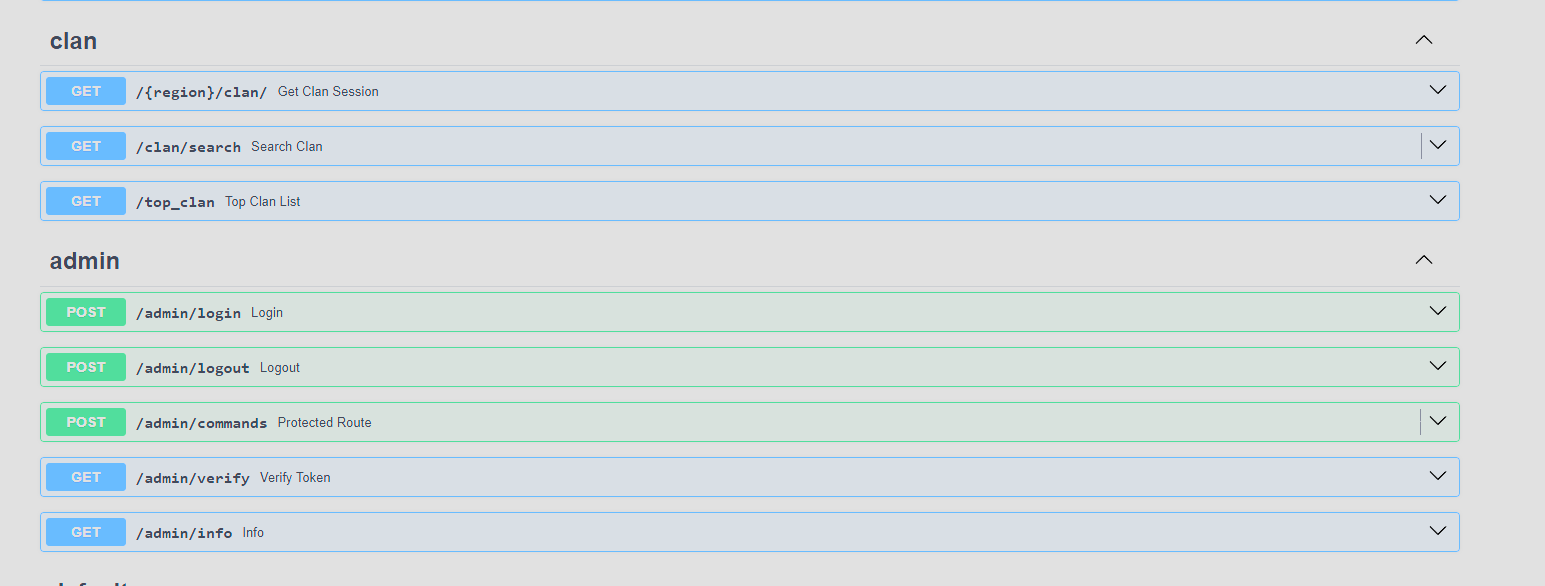 clan
GET /{region}/clan/ Get Clan Session
GET /clan/search Search Clan
GET /top_clan Top Clan List
admin
POST /admin/login Login
POST /admin/logout Logout
POST /admin/commands Protected Route
GET /admin/verify Verify Token
GET /admin/info Info